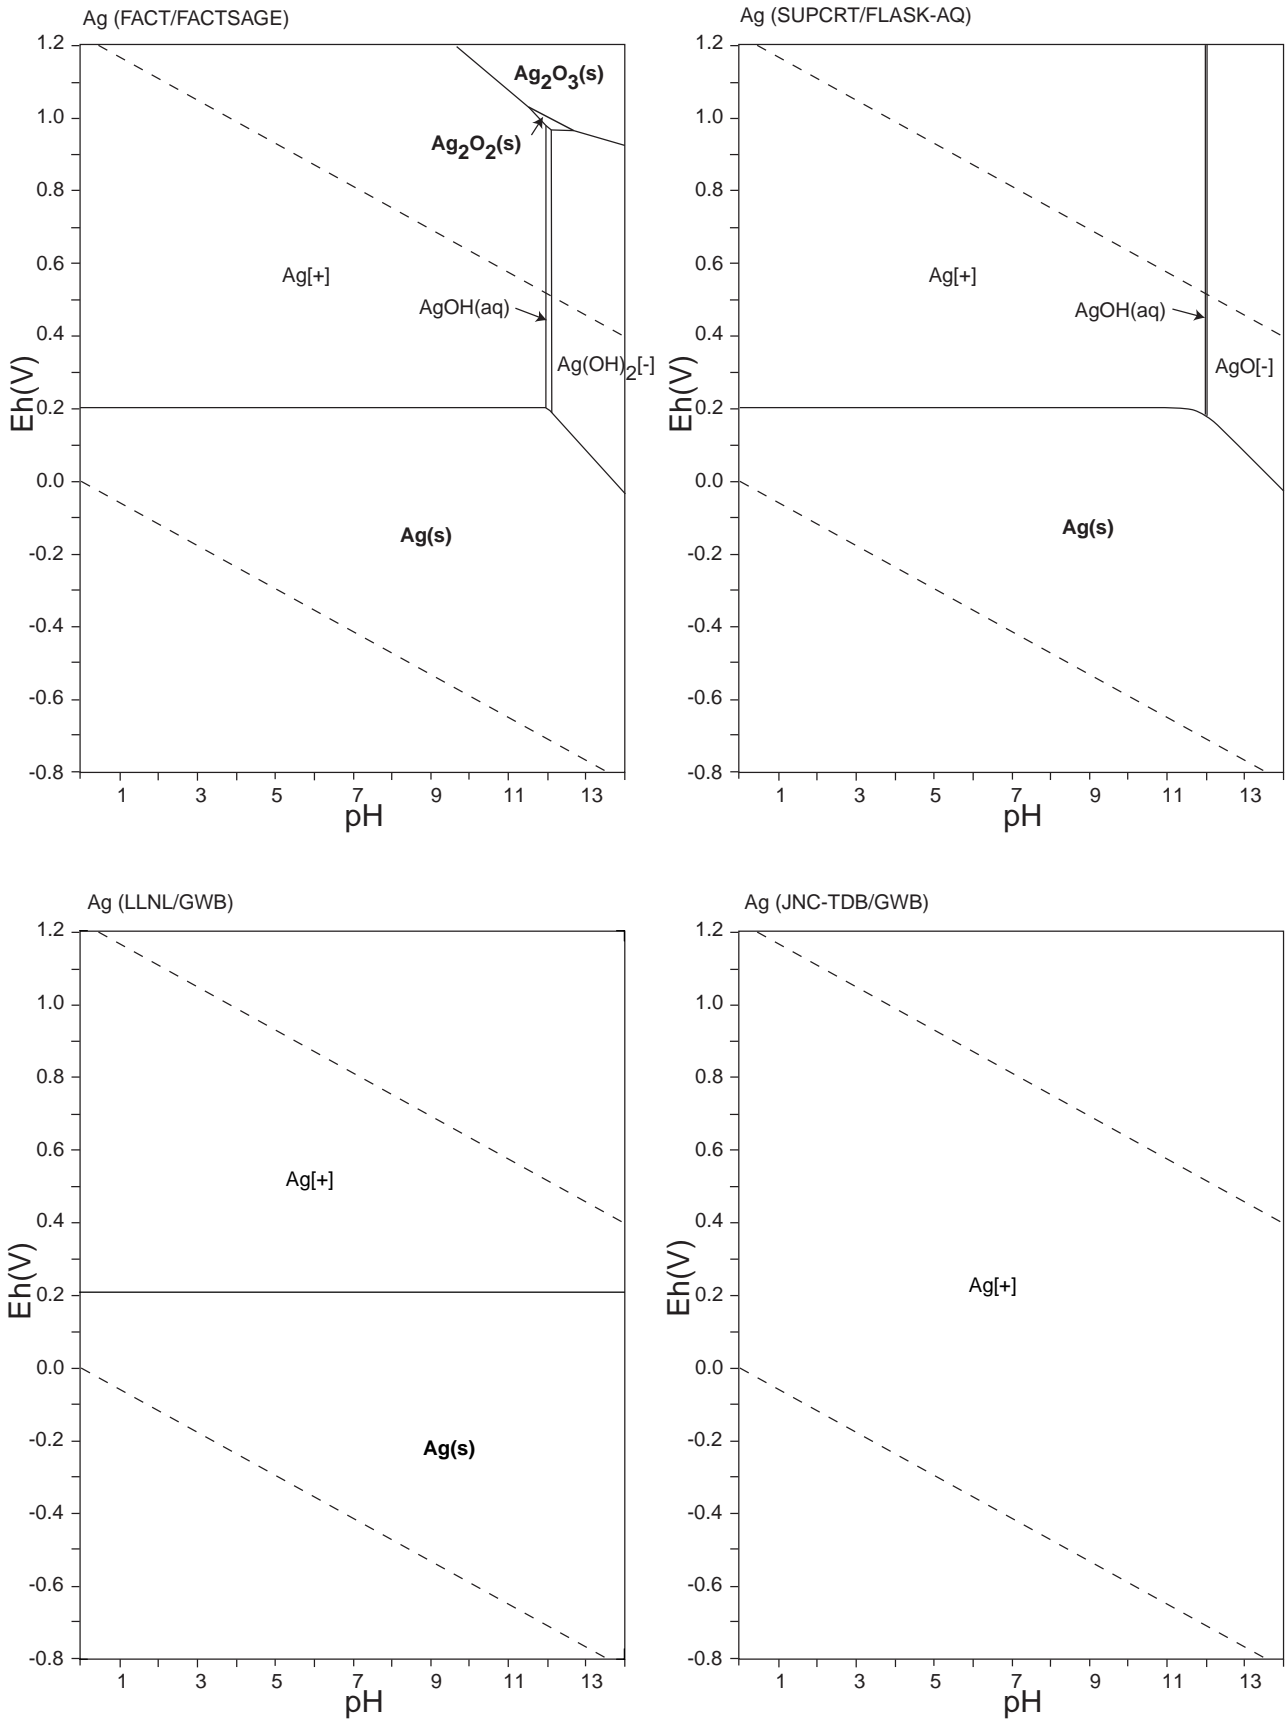 Ag (FACT/FACTSAGE)
1.2
1.0
0.8
0.6
0.4
0.2
0.0
-0.2
-0.4
-0.6
-0.8
Eh(V)
Ag2O3(s)
Ag2O2(s)
Ag[+]
AgOH(aq)
Ag(OH)2[-]
Ag(s)
1 3 5 7 9 11 13
pH
Ag (SUPCRT/FLASK-AQ)
1.2
1.0
0.8
0.6
0.4
0.2
0.0
-0.2
-0.4
-0.6
-0.8
Eh(V)
Ag[+]
AgOH(aq)
AgO[-]
Ag(s)
1 3 5 7 9 11 13
pH
Ag (LLNL/GWB)
1.2
1.0
0.8
0.6
0.4
0.2
0.0
-0.2
-0.4
-0.6
-0.8
Eh(V)
Ag[+]
Ag(s)
1 3 5 7 9 11 13
pH
Ag (JNC-TDB/GWB)
1.2
1.0
0.8
0.6
0.4
0.2
0.0
-0.2
-0.4
-0.6
-0.8
Eh(V)
Ag[+]
1 3 5 7 9 11 13
pH